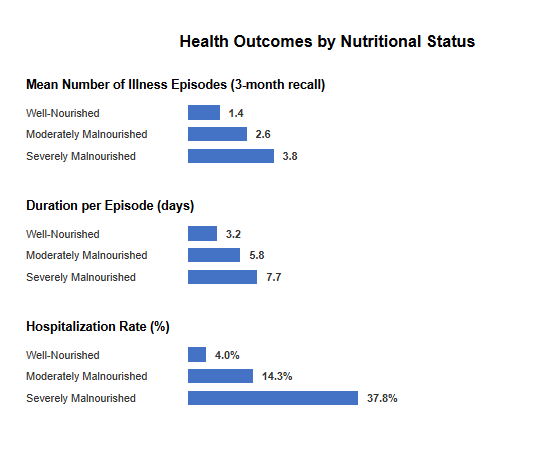 Health Outcomes by Nutritional Status
Mean Number of Illness Episodes (3-month recall)
Well-Nourished 1.4
Moderately Malnourished 2.6
Severely Malnourished 3.8
Duration per Episode (days)
Well-Nourished 3.2
Moderately Malnourished 5.8
Severely Malnourished 7.7
Hospitalization Rate (%)
Well-Nourished 4.0%
Moderately Malnourished 14.3%
Severely Malnourished 37.8%